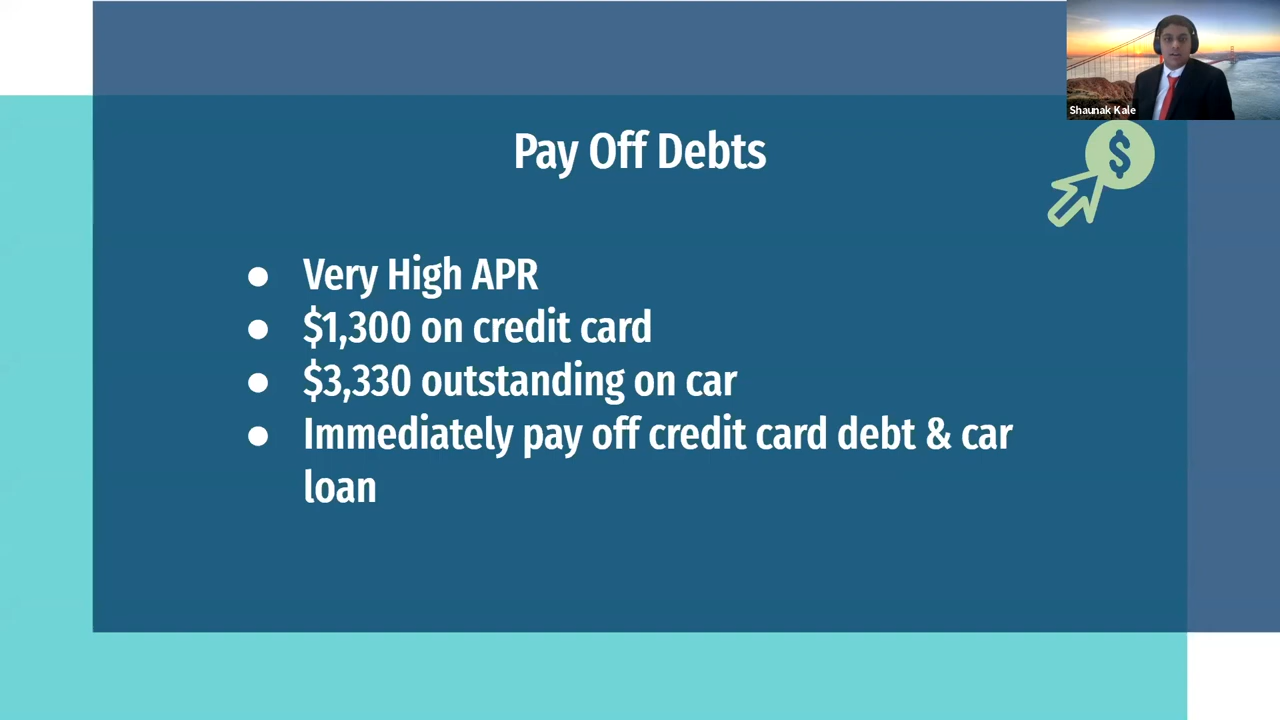 Shaunak Kale
Pay Off Debts
$
● Very High APR
● $1,300 on credit card
● $3,330 outstanding on car
● Immediately pay off credit card debt & car
loan